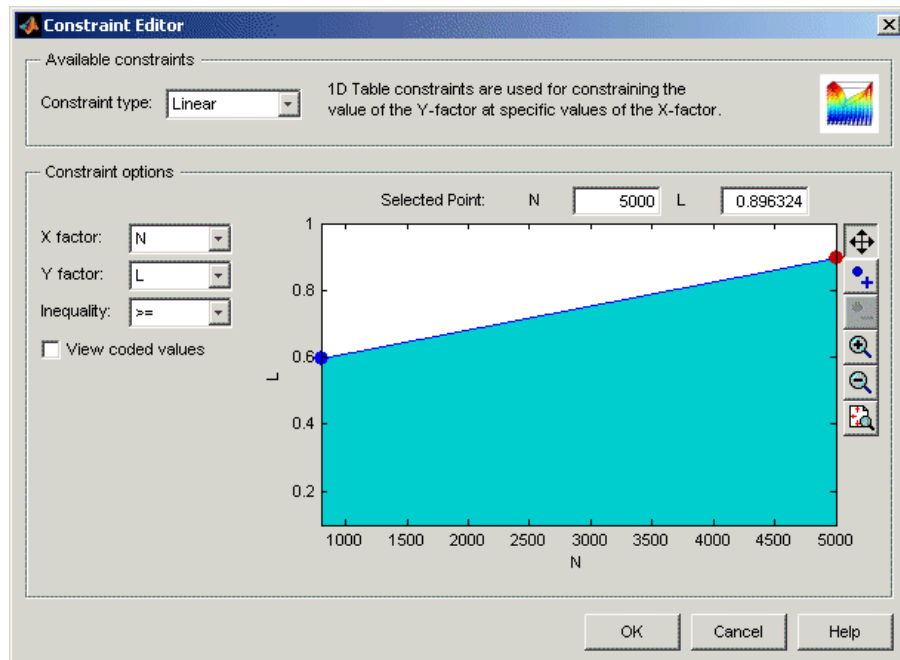 Constraint Editor
Available constraints
Constraint type: Linear
1D Table constraints are used for constraining the
value of the Y-factor at specific values of the X-factor.
Constraint options
Selected Point: N 5000 L 0.896324
X factor: N
Y factor: L
Inequality: >=
View coded values
1
0.8
0.6
0.4
0.2
L
1000 1500 2000 2500 3000 3500 4000 4500 5000
N
OK Cancel Help